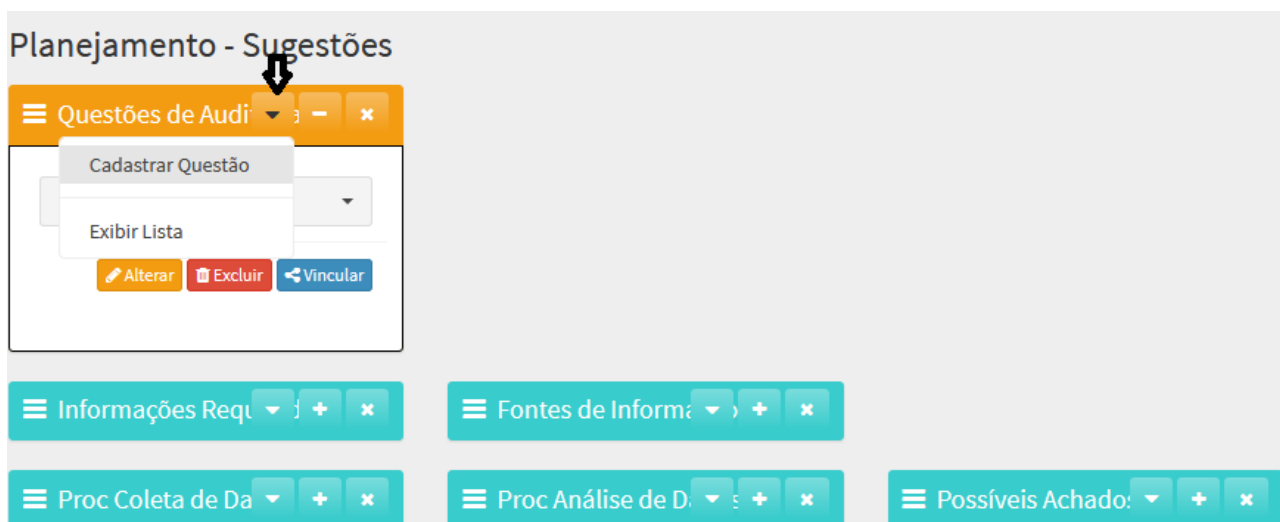 Planejamento - Sugestões
Questões de Audi
Cadastrar Questão
Exibir Lista
Alterar Excluir Vincular
Informações Requ
Fontes de Informa
Proc Coleta de Da
Proc Análise de D
Possíveis Achado